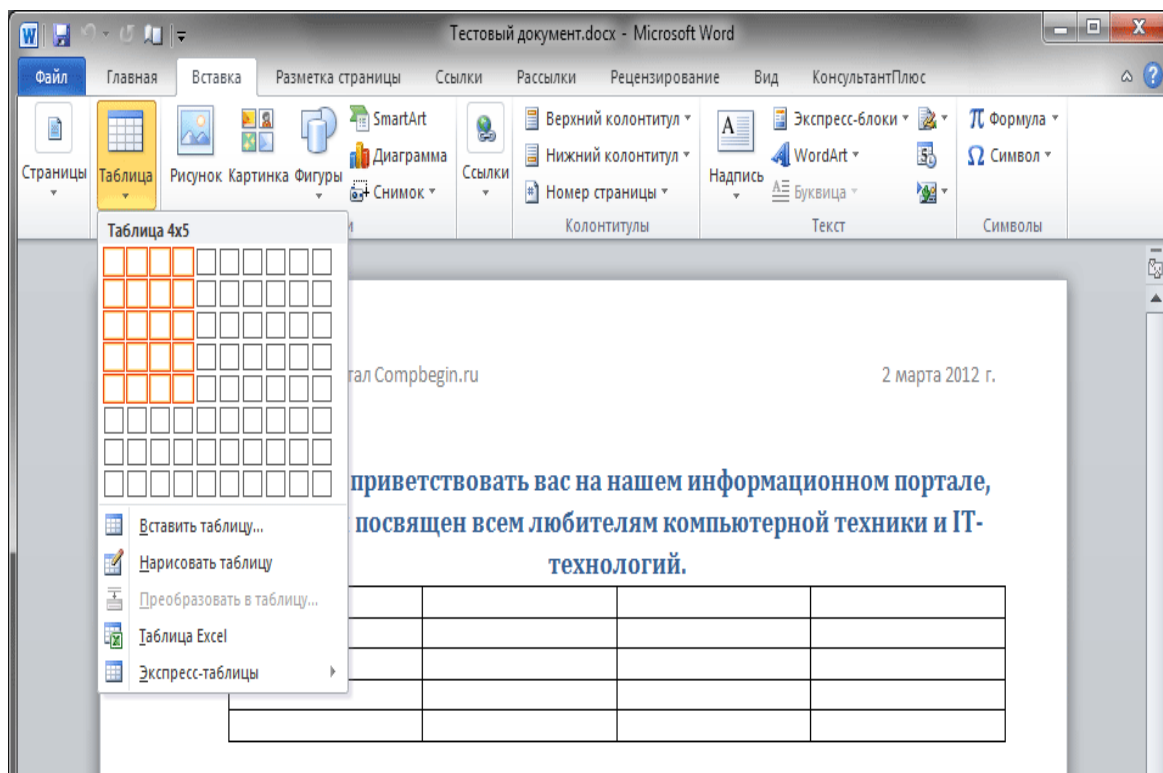 Тестовый документ.docx - Microsoft Word
Файл Главная Вставка Разметка страницы Ссылки Рассылки Рецензирование Вид КонсультантПлюс
Страницы
Таблица
Рисунок Картинка Фигуры
SmartArt
Диаграмма
Снимок
Ссылки
Верхний колонтитул
Нижний колонтитул
Номер страницы
Колонтитулы
Надпись
Экспресс-блоки
WordArt
Буквица
Текст
π Формула
Ω Символ
Символы
Таблица 4x5
Вставить таблицу...
Нарисовать таблицу
Преобразовать в таблицу...
Таблица Excel
Экспресс-таблицы
Compbegin.ru 2 марта 2012 г.
приветствовать вас на нашем информационном портале,
посвящен всем любителям компьютерной техники и IT-
технологий.